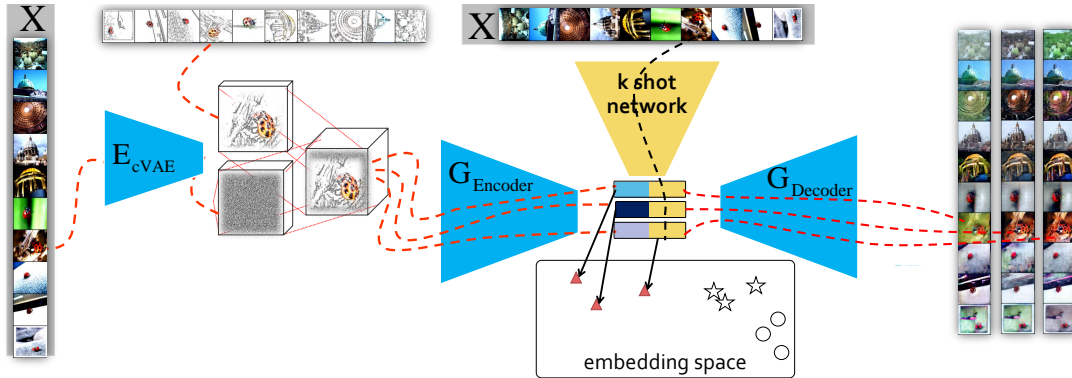 X
X
k shot
network
E_cVAE
G_Encoder
G_Decoder
embedding space